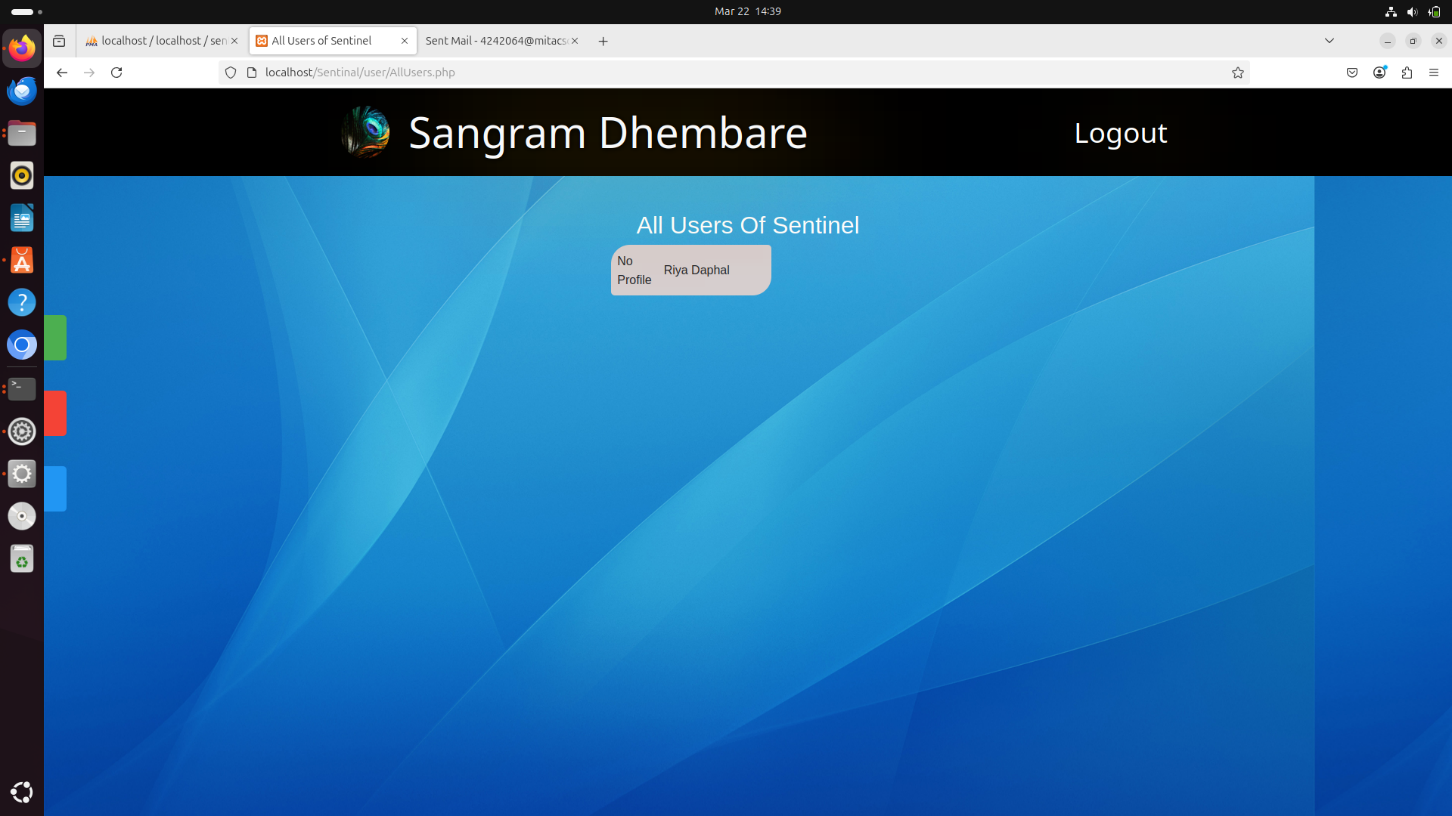 Mar 22 14:39
localhost / localhost / sen
All Users of Sentinel
Sent Mail - 4242064@mitacs
localhost/Sentinal/user/AllUsers.php
Sangram Dhembare
Logout
All Users Of Sentinel
No
Profile
Riya Daphal